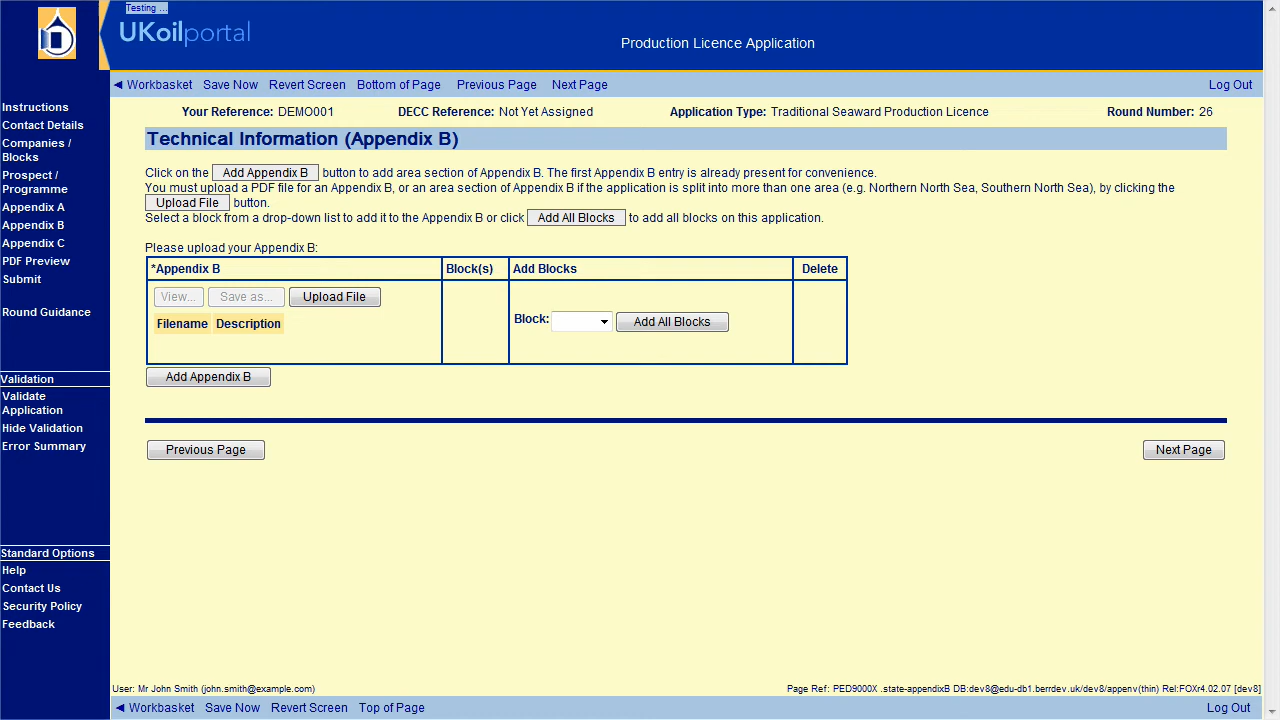 Testing ...
UKoilportal
Production Licence Application
Workbasket Save Now Revert Screen Bottom of Page Previous Page Next Page Log Out
Your Reference: DEMO001 DECC Reference: Not Yet Assigned Application Type: Traditional Seaward Production Licence Round Number: 26
Instructions
Contact Details
Companies /
Blocks
Prospect /
Programme
Appendix A
Appendix B
Appendix C
PDF Preview
Submit
Round Guidance
Validation
Validate
Application
Hide Validation
Error Summary
Standard Options
Help
Contact Us
Security Policy
Feedback
Technical Information (Appendix B)
Click on the Add Appendix B button to add area section of Appendix B. The first Appendix B entry is already present for convenience.
You must upload a PDF file for an Appendix B, or an area section of Appendix B if the application is split into more than one area (e.g. Northern North Sea, Southern North Sea), by clicking the
Upload File button.
Select a block from a drop-down list to add it to the Appendix B or click Add All Blocks to add all blocks on this application.
Please upload your Appendix B:
*Appendix B Block(s) Add Blocks Delete
View... Save as... Upload File
Filename Description
Block: Add All Blocks
Add Appendix B
Previous Page Next Page
User: Mr John Smith (john.smith@example.com) Page Ref: PED9000X .state-appendixB DB:dev8@edu-db1.berrdev.uk/dev8/appenv(thin) Rel:FOXr4.02.07 [dev8]
Workbasket Save Now Revert Screen Top of Page Log Out